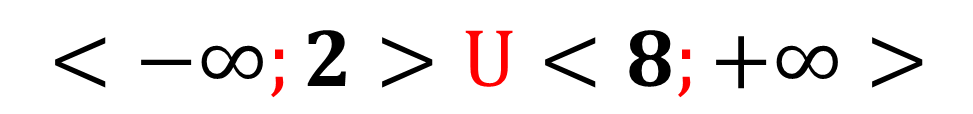 < −∞; 2 > U < 8; +∞ >